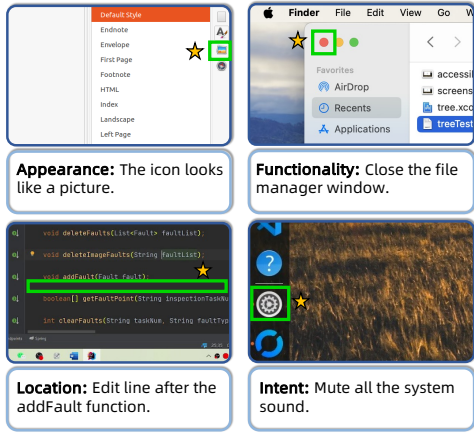 Default Style
Endnote
Envelope
First Page
Footnote
HTML
Index
Landscape
Left Page
Finder File Edit View Go W
Favorites
AirDrop
Recents
Applications
accessil
screens
tree.xco
treeTest
Appearance: The icon looks
like a picture.
Functionality: Close the file
manager window.
void deleteFaults(List<Fault> faultList);
void deleteImageFaults(String faultList);
void addFault(Fault fault);
boolean[] getFaultPoint(String inspectionTaskNu
int clearFaults(String taskNum, String faultTyp
Location: Edit line after the
addFault function.
Intent: Mute all the system
sound.